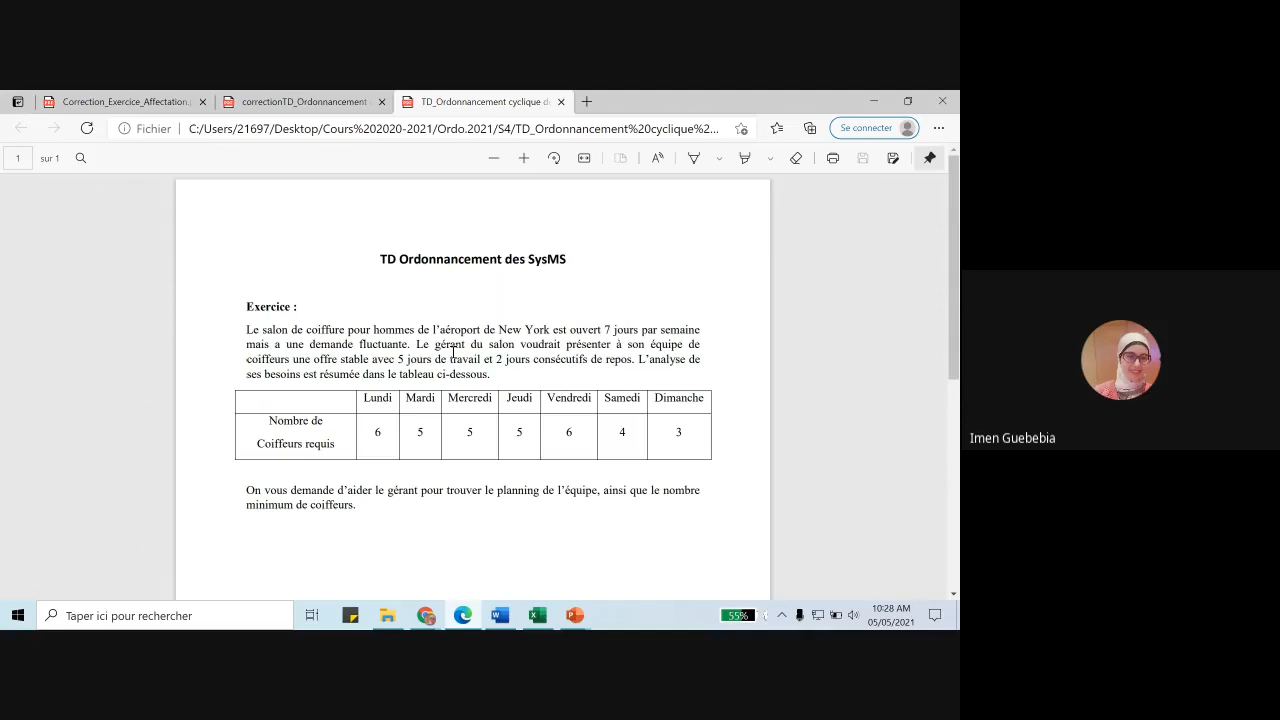 Correction_Exercice_Affectation.
correctionTD_Ordonnancement
TD_Ordonnancement cyclique d
Fichier
C:/Users/21697/Desktop/Cours%202020-2021/Ordo.2021/S4/TD_Ordonnancement%20cyclique%2...
Se connecter
1 sur 1
TD Ordonnancement des SysMS
Exercice :
Le salon de coiffure pour hommes de l’aéroport de New York est ouvert 7 jours par semaine
mais a une demande fluctuante. Le gérant du salon voudrait présenter à son équipe de
coiffeurs une offre stable avec 5 jours de travail et 2 jours consécutifs de repos. L’analyse de
ses besoins est résumée dans le tableau ci-dessous.
Lundi Mardi Mercredi Jeudi Vendredi Samedi Dimanche
Nombre de
Coiffeurs requis
6 5 5 5 6 4 3
On vous demande d’aider le gérant pour trouver le planning de l’équipe, ainsi que le nombre
minimum de coiffeurs.
Imen Guebebia
Taper ici pour rechercher
55%
10:28 AM
05/05/2021